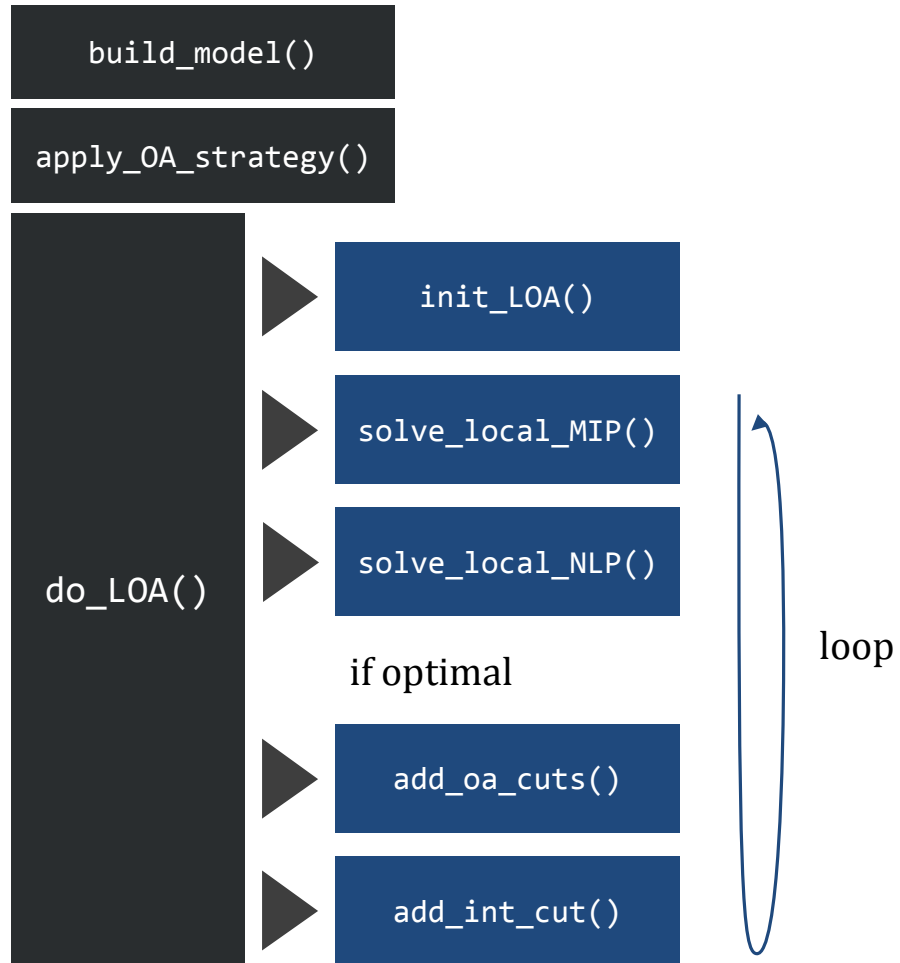 build_model()
apply_OA_strategy()
do_LOA()
init_LOA()
solve_local_MIP()
solve_local_NLP()
if optimal
add_oa_cuts()
add_int_cut()
loop